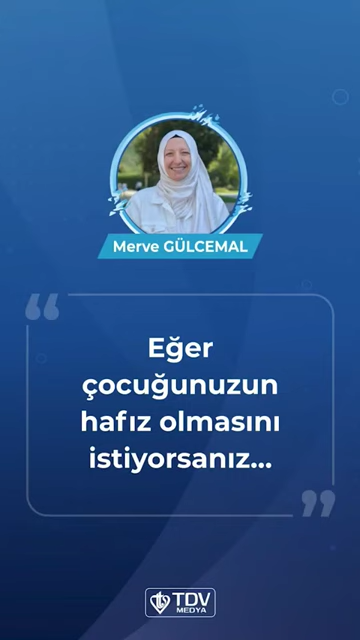 Merve GÜLCEMAL
“
Eğer
çocuğunuzun
hafız olmasını
istiyorsanız...
”
TDV
MEDYA